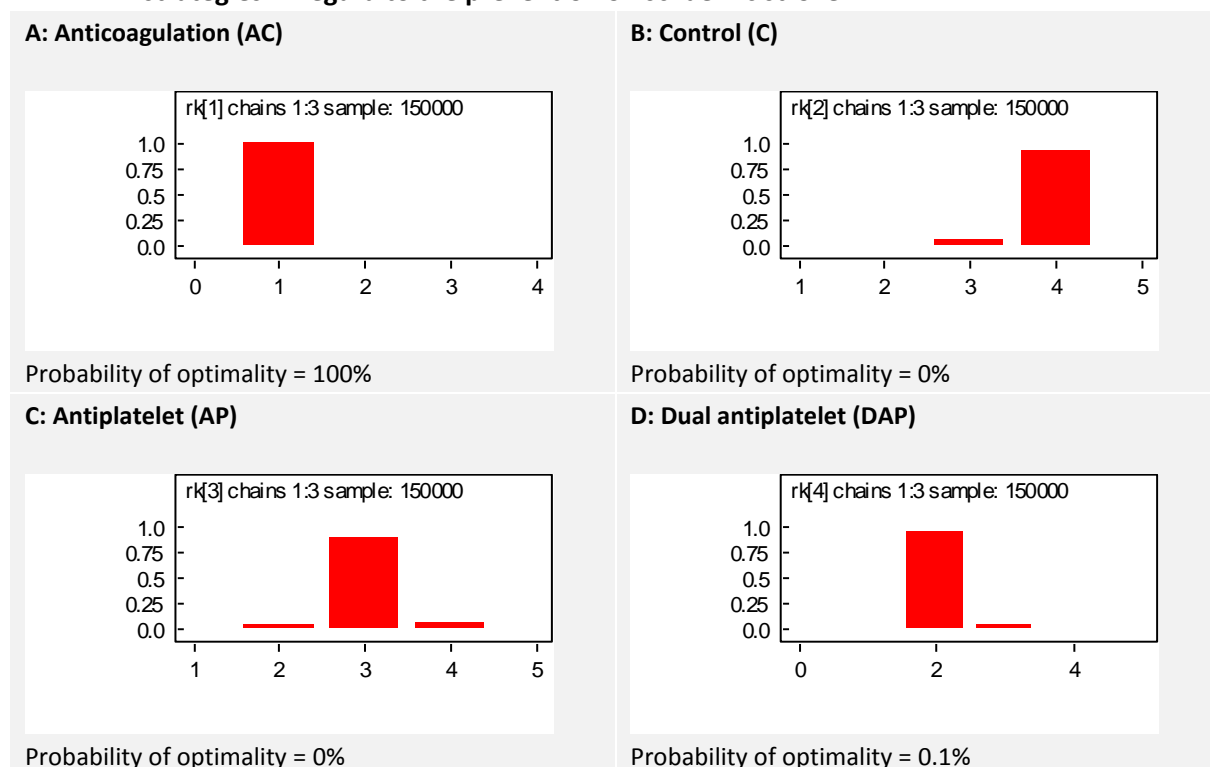 A: Anticoagulation (AC)
rk[1] chains 1:3 sample: 150000
1.0
0.75
0.5
0.25
0.0
0 1 2 3 4
Probability of optimality = 100%
B: Control (C)
rk[2] chains 1:3 sample: 150000
1.0
0.75
0.5
0.25
0.0
1 2 3 4 5
Probability of optimality = 0%
C: Antiplatelet (AP)
rk[3] chains 1:3 sample: 150000
1.0
0.75
0.5
0.25
0.0
1 2 3 4 5
Probability of optimality = 0%
D: Dual antiplatelet (DAP)
rk[4] chains 1:3 sample: 150000
1.0
0.75
0.5
0.25
0.0
0 2 4
Probability of optimality = 0.1%